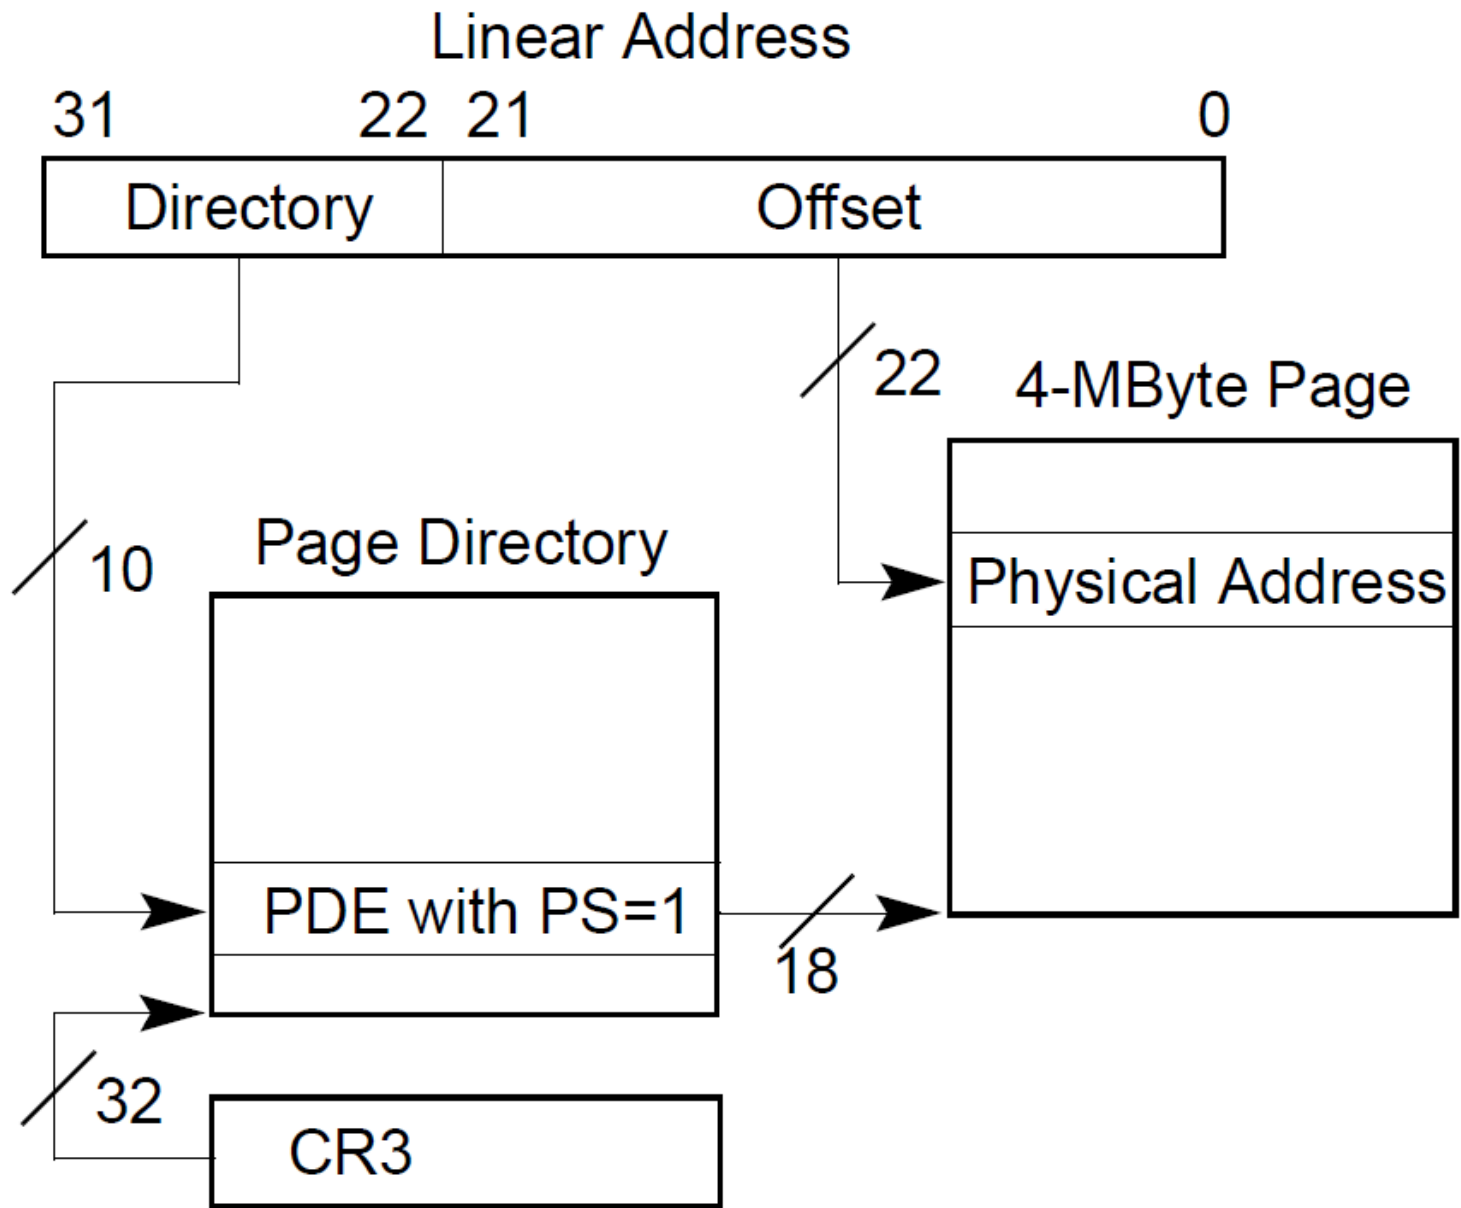 Linear Address
31 22 21 0
Directory Offset
22
4-MByte Page
10
Page Directory
Physical Address
PDE with PS=1
18
32
CR3